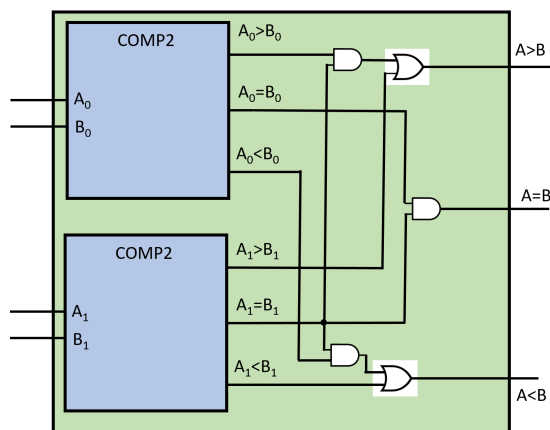 COMP2
A₀>B₀
A>B
A₀=B₀
A₀
B₀
A₀<B₀
A=B
COMP2
A₁>B₁
A₁=B₁
A₁
B₁
A₁<B₁
A<B